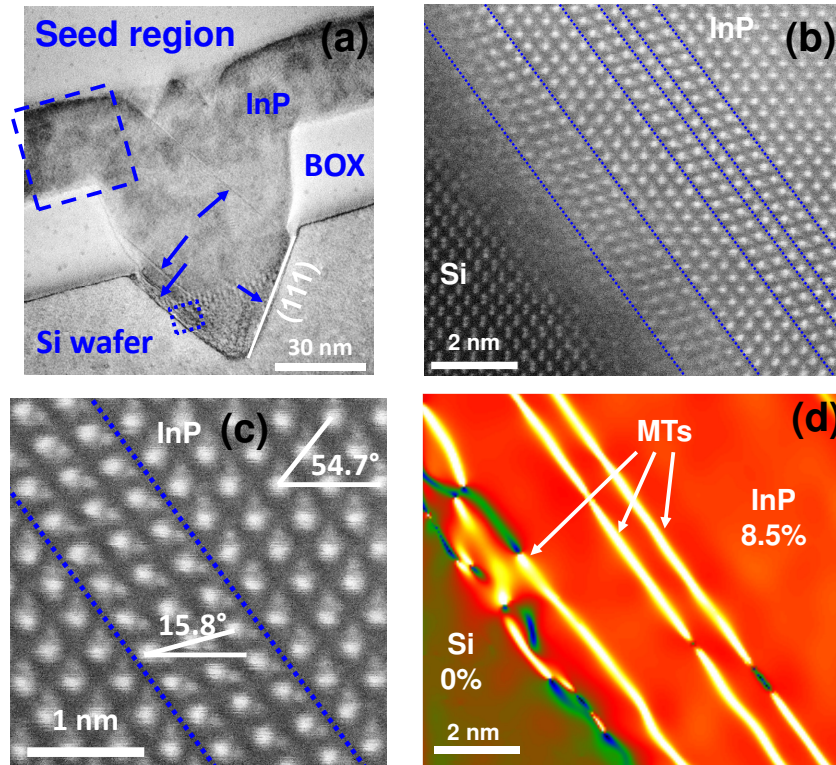 Seed region
(a)
InP
BOX
(111)
Si wafer
30 nm
InP
(b)
Si
2 nm
InP
(c)
54.7°
15.8°
1 nm
MTs
(d)
InP
8.5%
Si
0%
2 nm